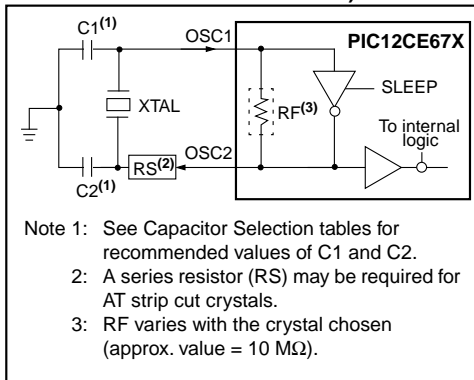 C1(1)
OSC1
PIC12CE67X
SLEEP
XTAL
RF(3)
To internal
logic
OSC2
RS(2)
C2(1)
Note 1: See Capacitor Selection tables for
recommended values of C1 and C2.
2: A series resistor (RS) may be required for
AT strip cut crystals.
3: RF varies with the crystal chosen
(approx. value = 10 MΩ).